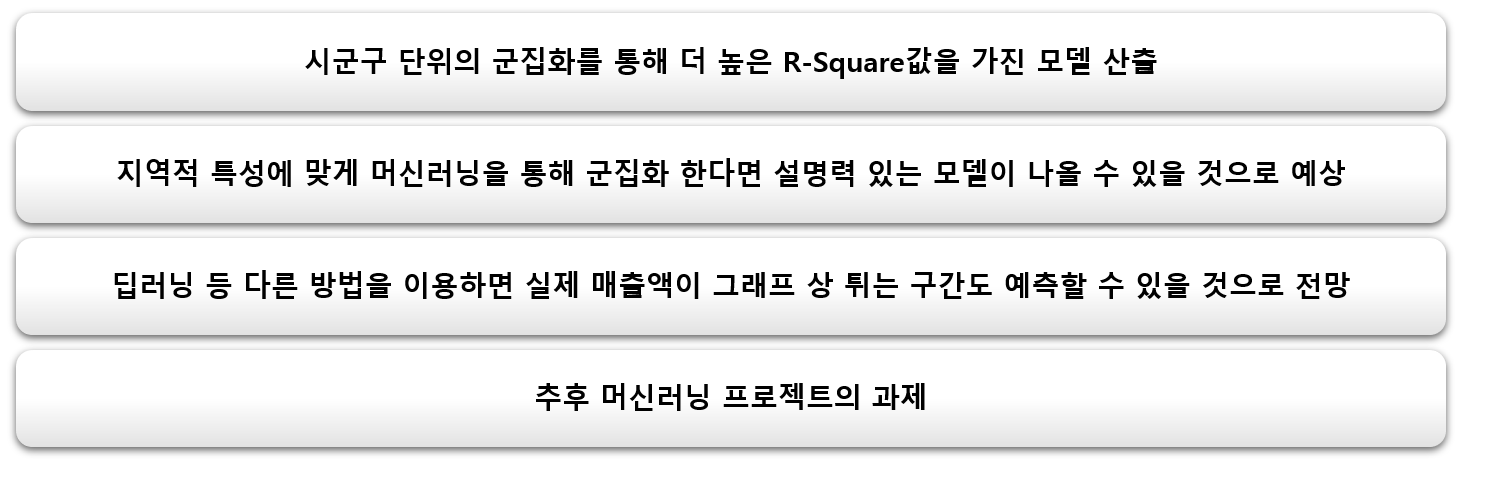 시군구 단위의 군집화를 통해 더 높은 R-Square값을 가진 모델 산출
지역적 특성에 맞게 머신러닝을 통해 군집화 한다면 설명력 있는 모델이 나올 수 있을 것으로 예상
딥러닝 등 다른 방법을 이용하면 실제 매출액이 그래프 상 튀는 구간도 예측할 수 있을 것으로 전망
추후 머신러닝 프로젝트의 과제